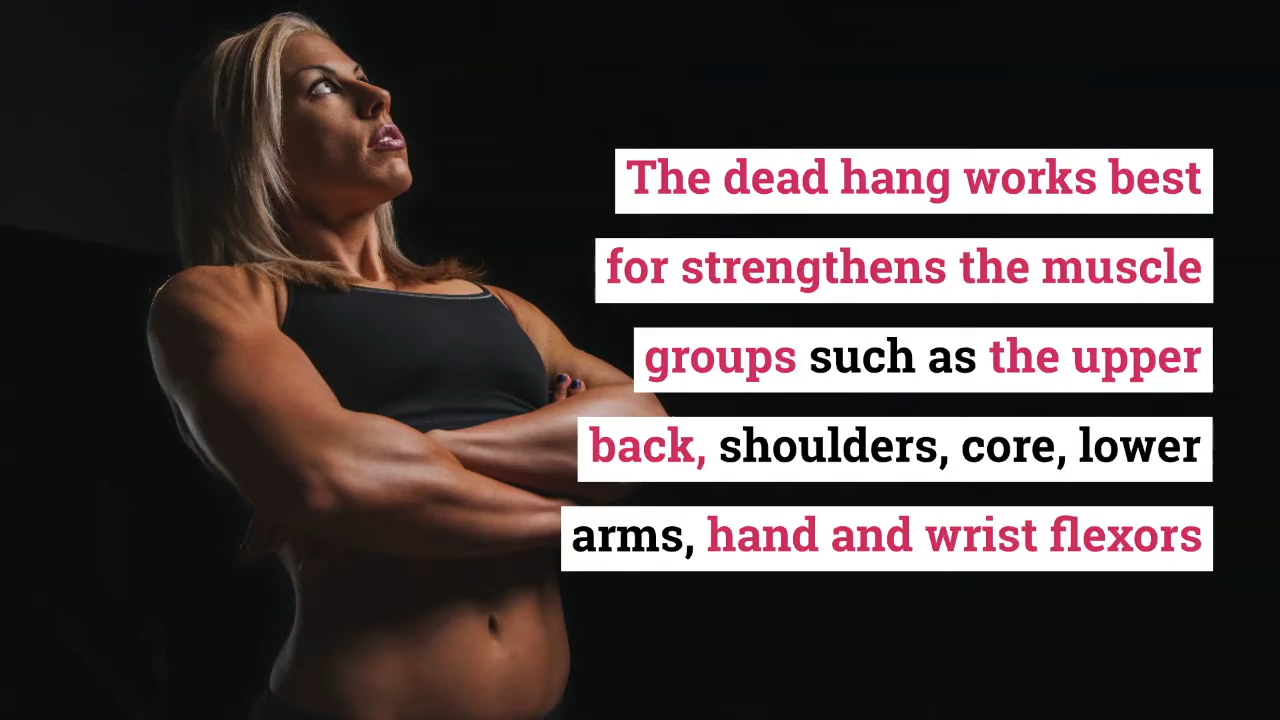 The dead hang works best
for strengthens the muscle
groups such as the upper
back, shoulders, core, lower
arms, hand and wrist flexors